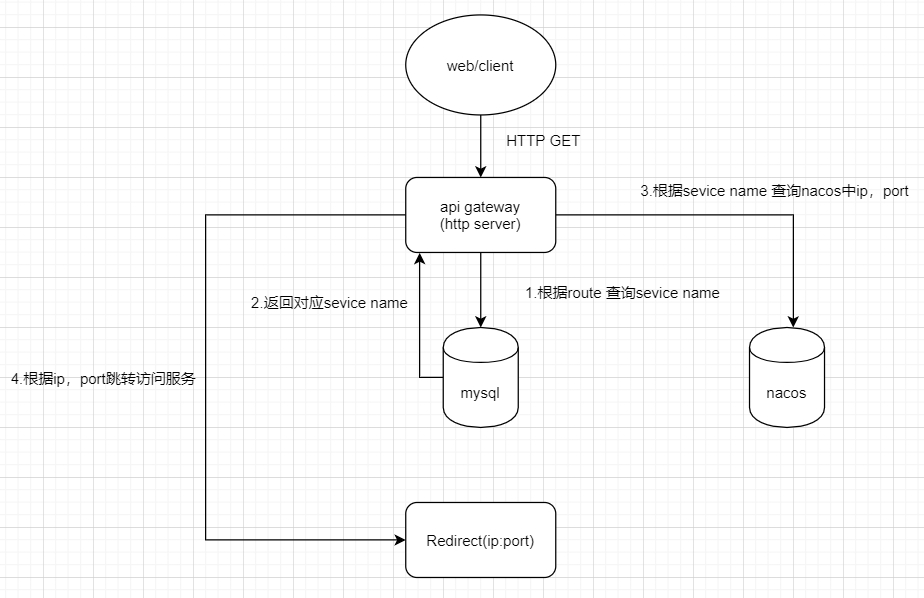 web/client
HTTP GET
api gateway
(http server)
3.根据sevice name 查询nacos中ip，port
1.根据route 查询sevice name
2.返回对应sevice name
4.根据ip，port跳转访问服务
mysql
nacos
Redirect(ip:port)